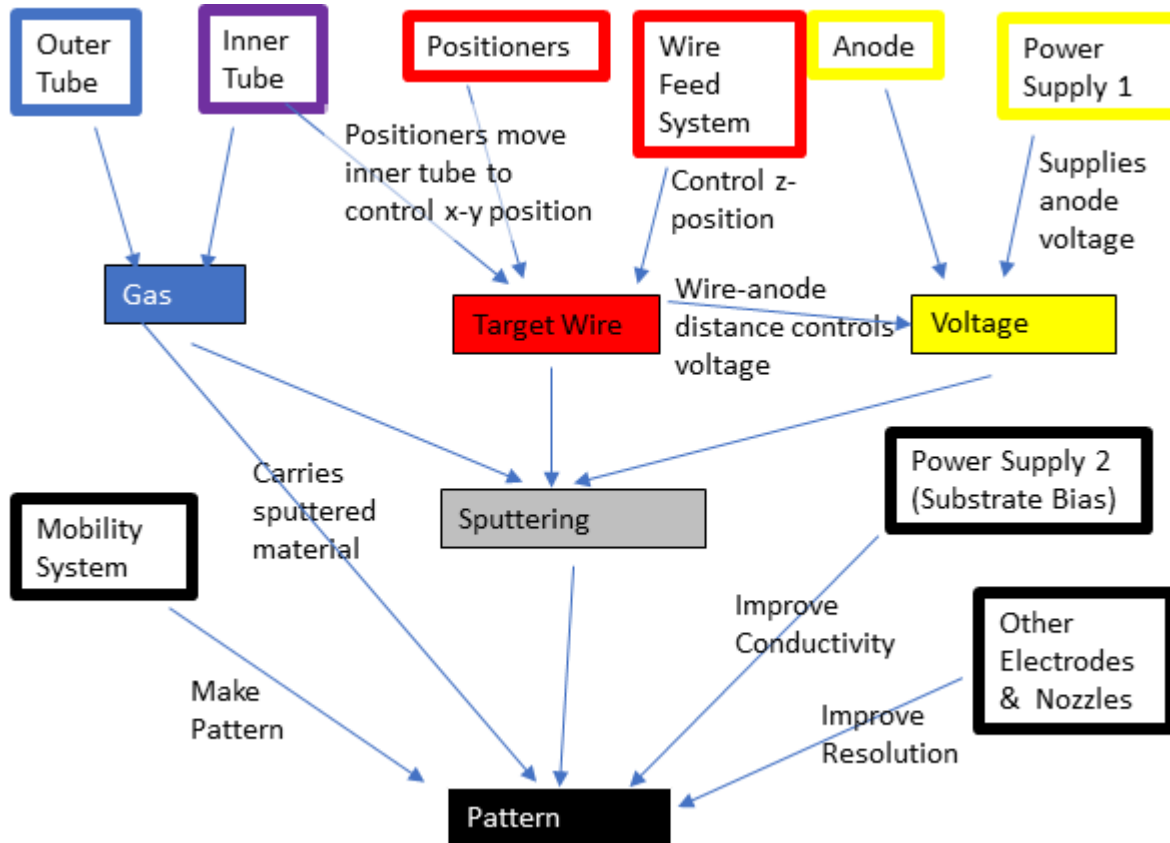 Outer
Tube
Inner
Tube
Positioners
Wire
Feed
System
Anode
Power
Supply 1
Positioners move
inner tube to
control x-y position
Control z-
position
Supplies
anode
voltage
Gas
Target Wire
Wire-anode
distance controls
voltage
Voltage
Carries
sputtered
material
Mobility
System
Sputtering
Power Supply 2
(Substrate Bias)
Make
Pattern
Improve
Conductivity
Other
Electrodes
& Nozzles
Improve
Resolution
Pattern